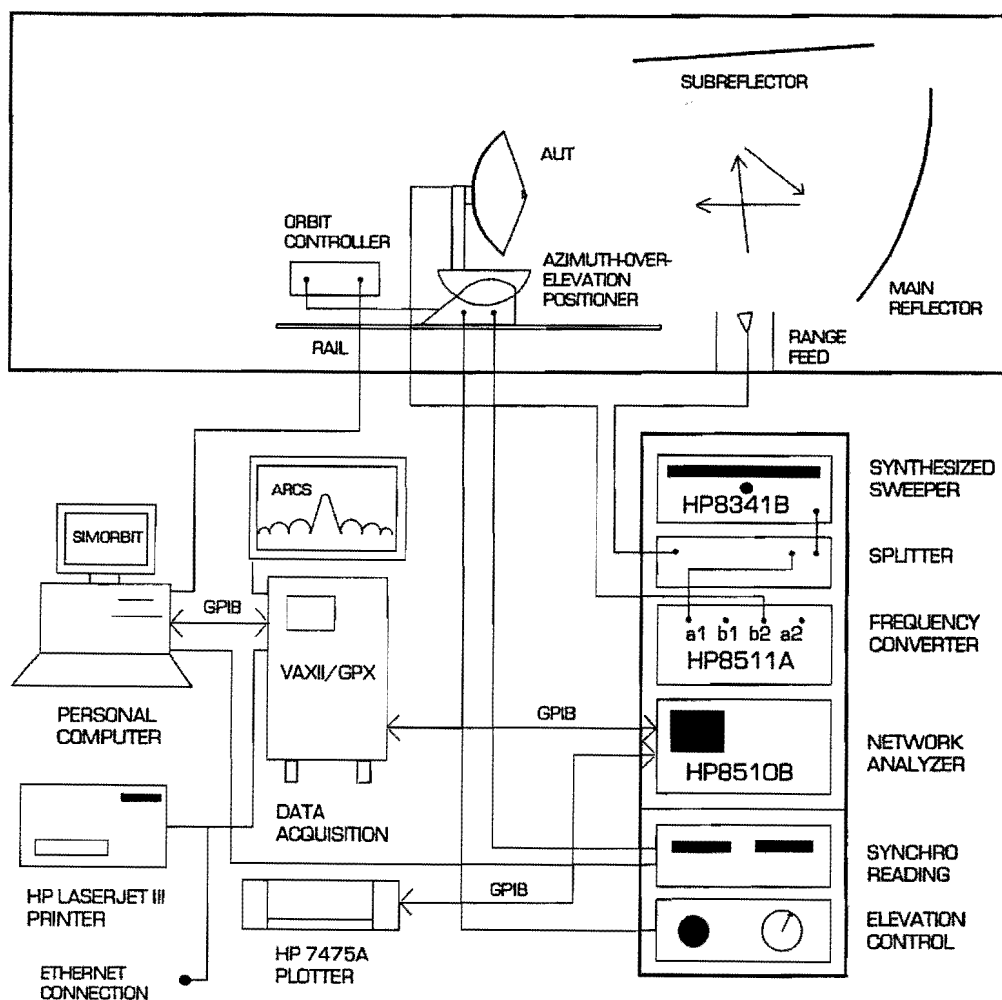 SUBREFLECTOR
AUT
ORBIT
CONTROLLER
AZIMUTH-OVER-
ELEVATION
POSITIONER
MAIN
REFLECTOR
RAIL
RANGE
FEED
ARCS
SYNTHESIZED
SWEEPER
HP8341B
SIMORBIT
SPLITTER
GPIB
a1 b1 b2 a2
HP8511A
FREQUENCY
CONVERTER
VAXII/GPX
PERSONAL
COMPUTER
GPIB
HP8510B
NETWORK
ANALYZER
DATA
ACQUISITION
SYNCHRO
READING
HP LASERJET III
PRINTER
GPIB
HP 7475A
PLOTTER
ELEVATION
CONTROL
ETHERNET
CONNECTION